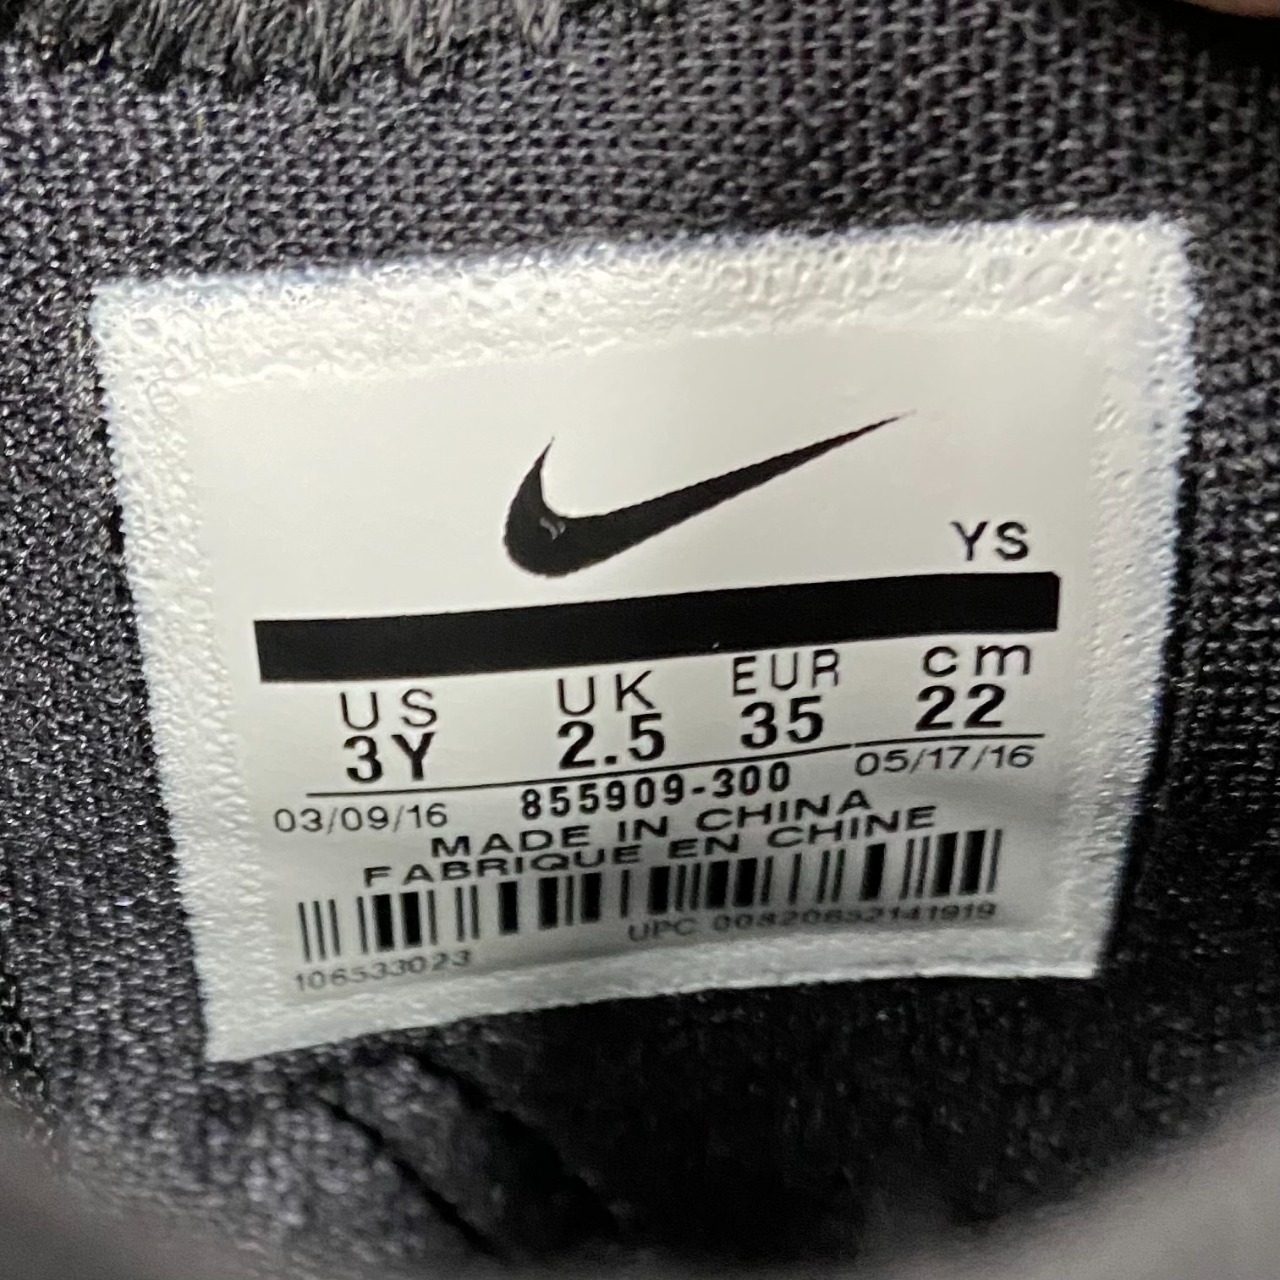 YS
US UK EUR cm
3Y 2.5 35 22
03/09/16 855909-300 05/17/16
MADE IN CHINA
FABRIQUE EN CHINE
UPC 00820652141919
106533023